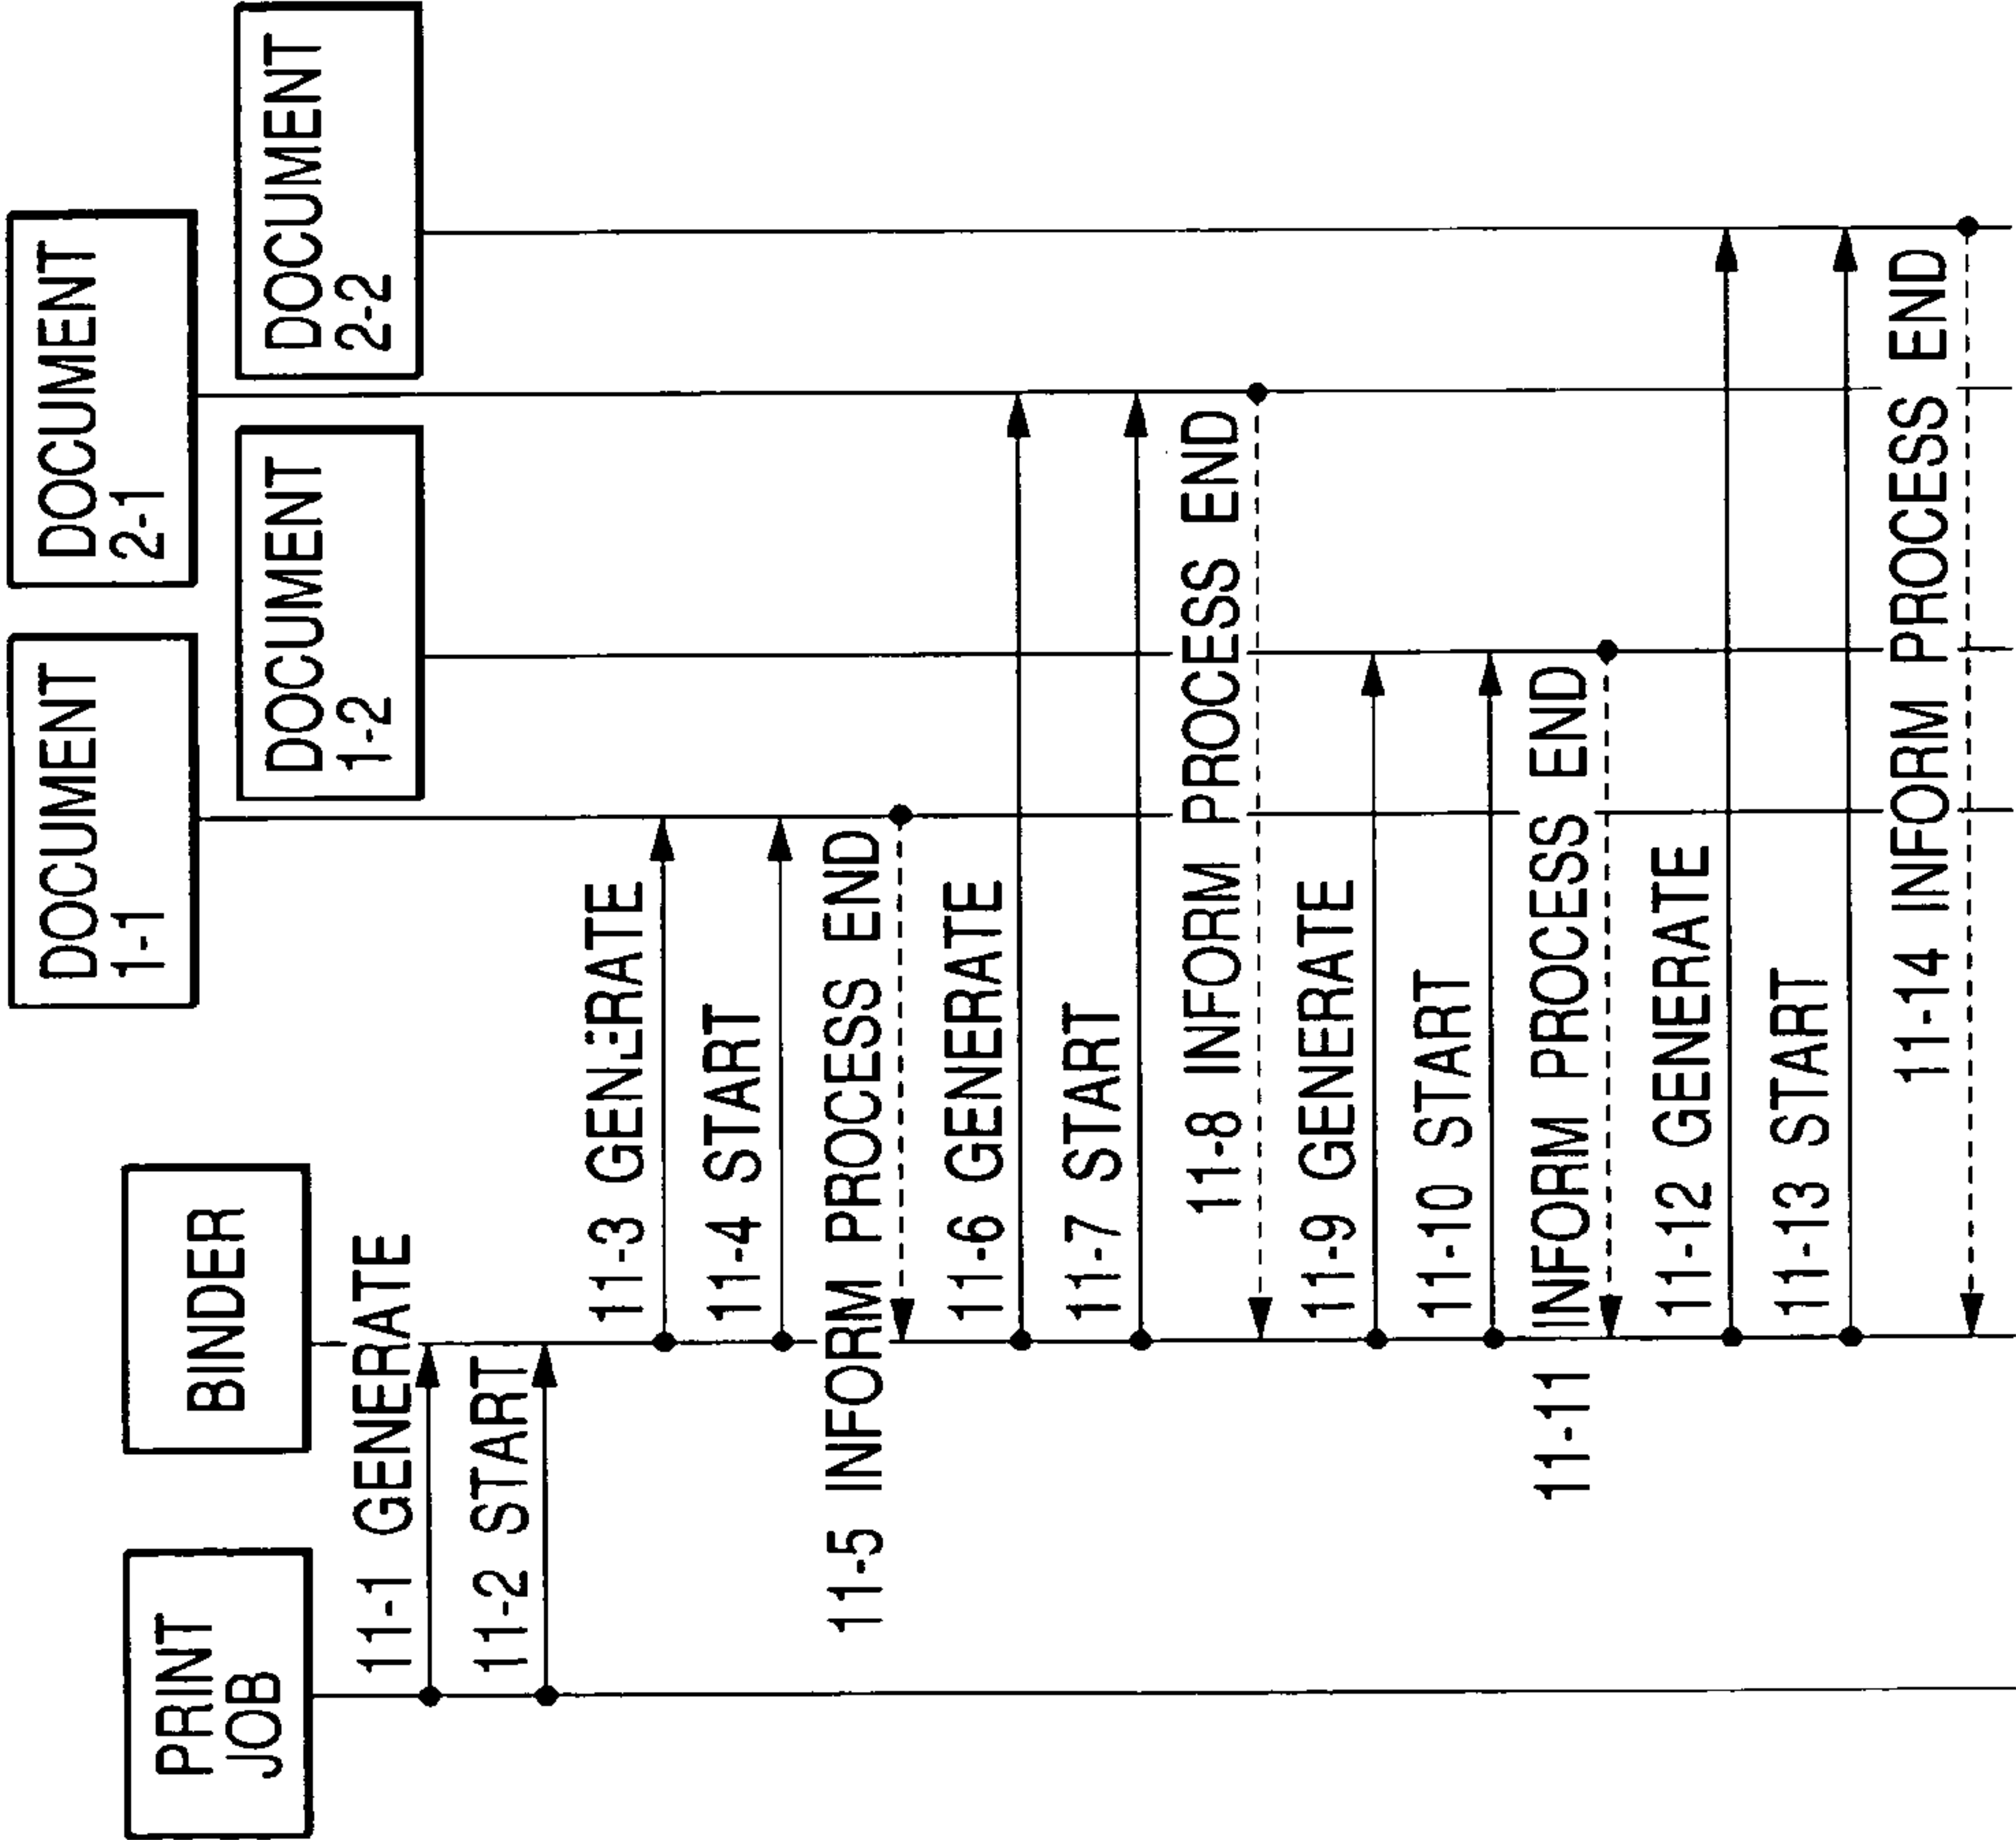 PRINT
JOB
BINDER
DOCUMENT
1-1
DOCUMENT
2-1
DOCUMENT
1-2
DOCUMENT
2-2
11-1 GENERATE
11-2 START
11-3 GENERATE
11-4 START
11-5 INFORM PROCESS END
11-6 GENERATE
11-7 START
11-8 INFORM PROCESS END
11-9 GENERATE
11-10 START
11-11 INFORM PROCESS END
11-12 GENERATE
11-13 START
11-14 INFORM PROCESS END